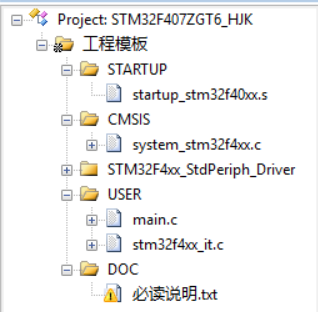 Project: STM32F407ZGT6_HJK
工程模板
STARTUP
startup_stm32f40xx.s
CMSIS
system_stm32f4xx.c
STM32F4xx_StdPeriph_Driver
USER
main.c
stm32f4xx_it.c
DOC
必读说明.txt